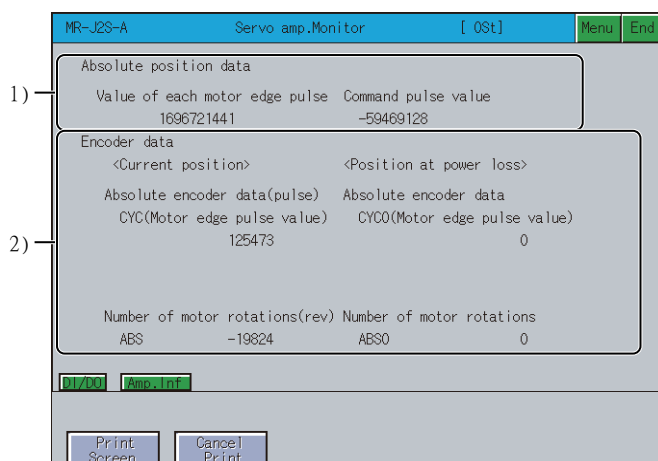 MR-J2S-A Servo amp.Monitor [ 0St] Menu End
Absolute position data
1)
Value of each motor edge pulse Command pulse value
1696721441 -59469128
Encoder data
<Current position> <Position at power loss>
Absolute encoder data(pulse) Absolute encoder data
CYC(Motor edge pulse value) CYC0(Motor edge pulse value)
2)
125473 0
Number of motor rotations(rev) Number of motor rotations
ABS -19824 ABS0 0
DI/DO Amp.Inf
Print Cancel
Screen Print